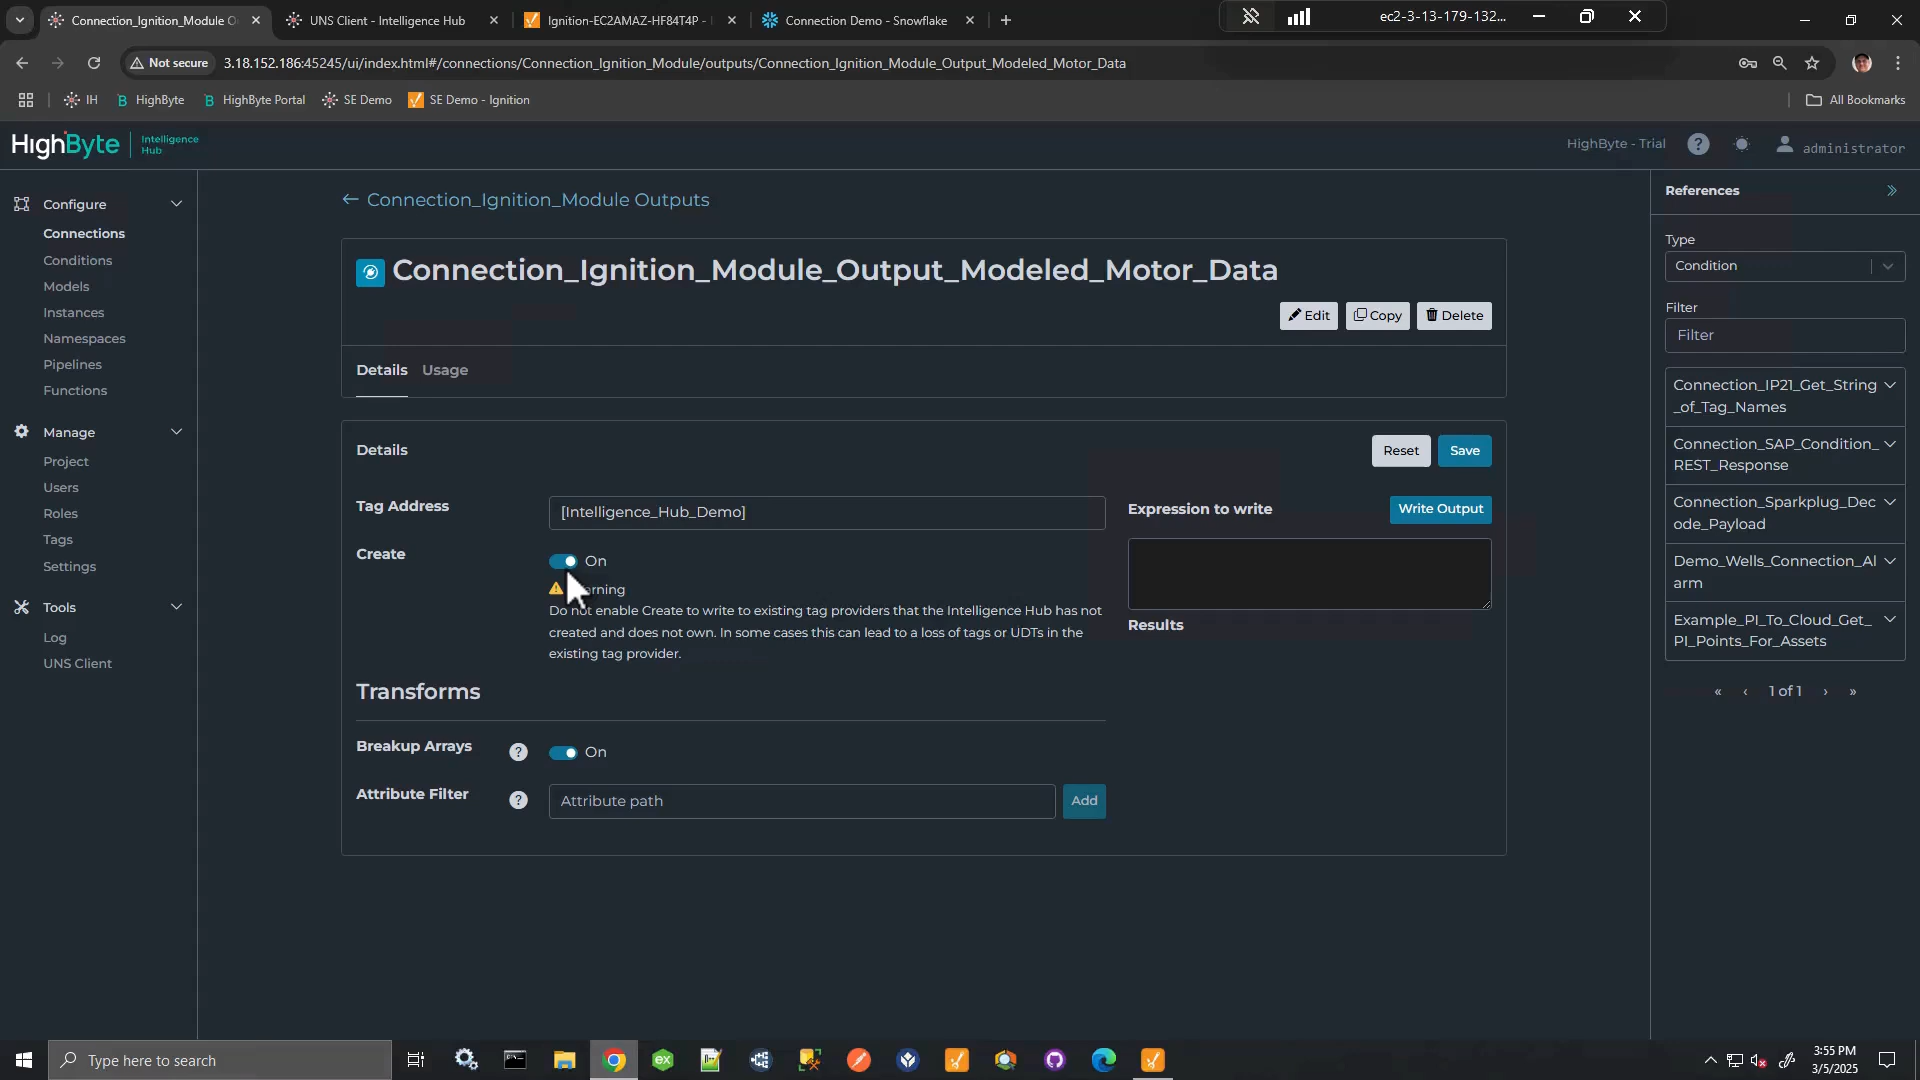 Connection_Ignition_Module O
UNS Client - Intelligence Hub
Ignition-EC2AMAZ-HF84T4P -
Connection Demo - Snowflake
ec2-3-13-179-132...
Not secure
3.18.152.186:45245/ui/index.html#/connections/Connection_Ignition_Module/outputs/Connection_Ignition_Module_Output_Modeled_Motor_Data
IH
HighByte
HighByte Portal
SE Demo
SE Demo - Ignition
All Bookmarks
HighByte
Intelligence
Hub
HighByte - Trial
administrator
Configure
Connections
Conditions
Models
Instances
Namespaces
Pipelines
Functions
Manage
Project
Users
Roles
Tags
Settings
Tools
Log
UNS Client
Connection_Ignition_Module Outputs
Connection_Ignition_Module_Output_Modeled_Motor_Data
Edit
Copy
Delete
Details
Usage
Details
Reset
Save
Tag Address
[Intelligence_Hub_Demo]
Create
On
arning
Do not enable Create to write to existing tag providers that the Intelligence Hub has not
created and does not own. In some cases this can lead to a loss of tags or UDTs in the
existing tag provider.
Expression to write
Write Output
Results
Transforms
Breakup Arrays
?
On
Attribute Filter
?
Attribute path
Add
References
Type
Condition
Filter
Filter
Connection_IP21_Get_String
_of_Tag_Names
Connection_SAP_Condition_
REST_Response
Connection_Sparkplug_Dec
ode_Payload
Demo_Wells_Connection_Al
arm
Example_PI_To_Cloud_Get_
PI_Points_For_Assets
« ‹ 1 of 1 › »
Type here to search
3:55 PM
3/5/2025